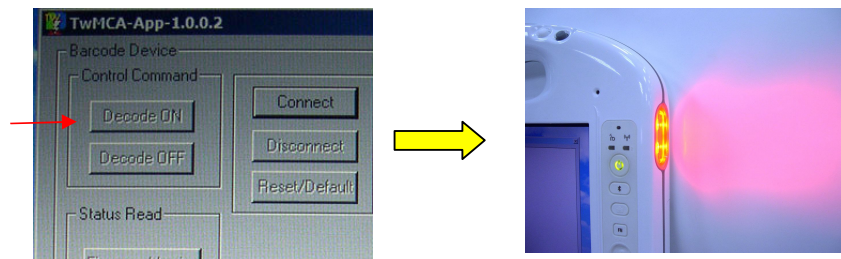 TwMCA-App-1.0.0.2
Barcode Device
Control Command
Decode ON
Connect
Decode OFF
Disconnect
Reset/Default
Status Read